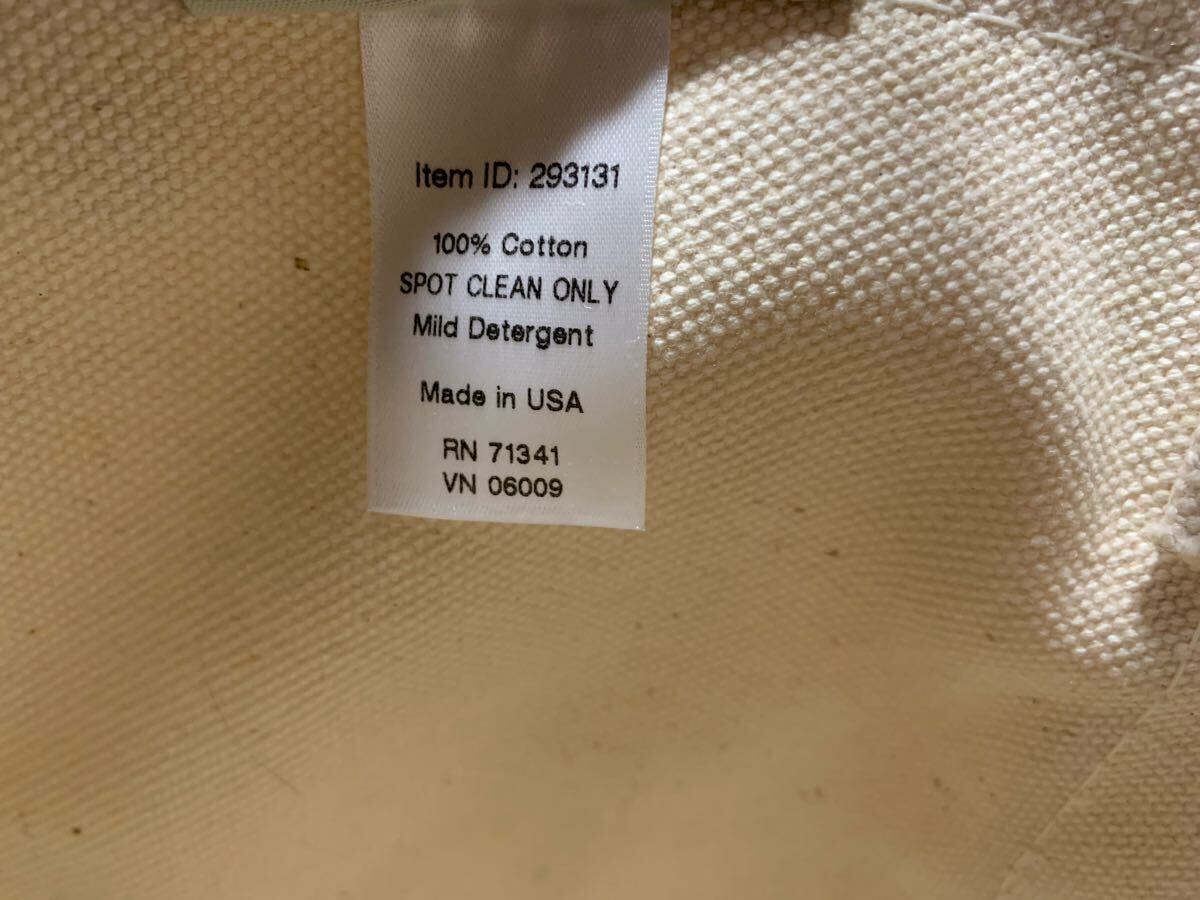 Item ID: 293131
100% Cotton
SPOT CLEAN ONLY
Mild Detergent
Made in USA
RN 71341
VN 06009